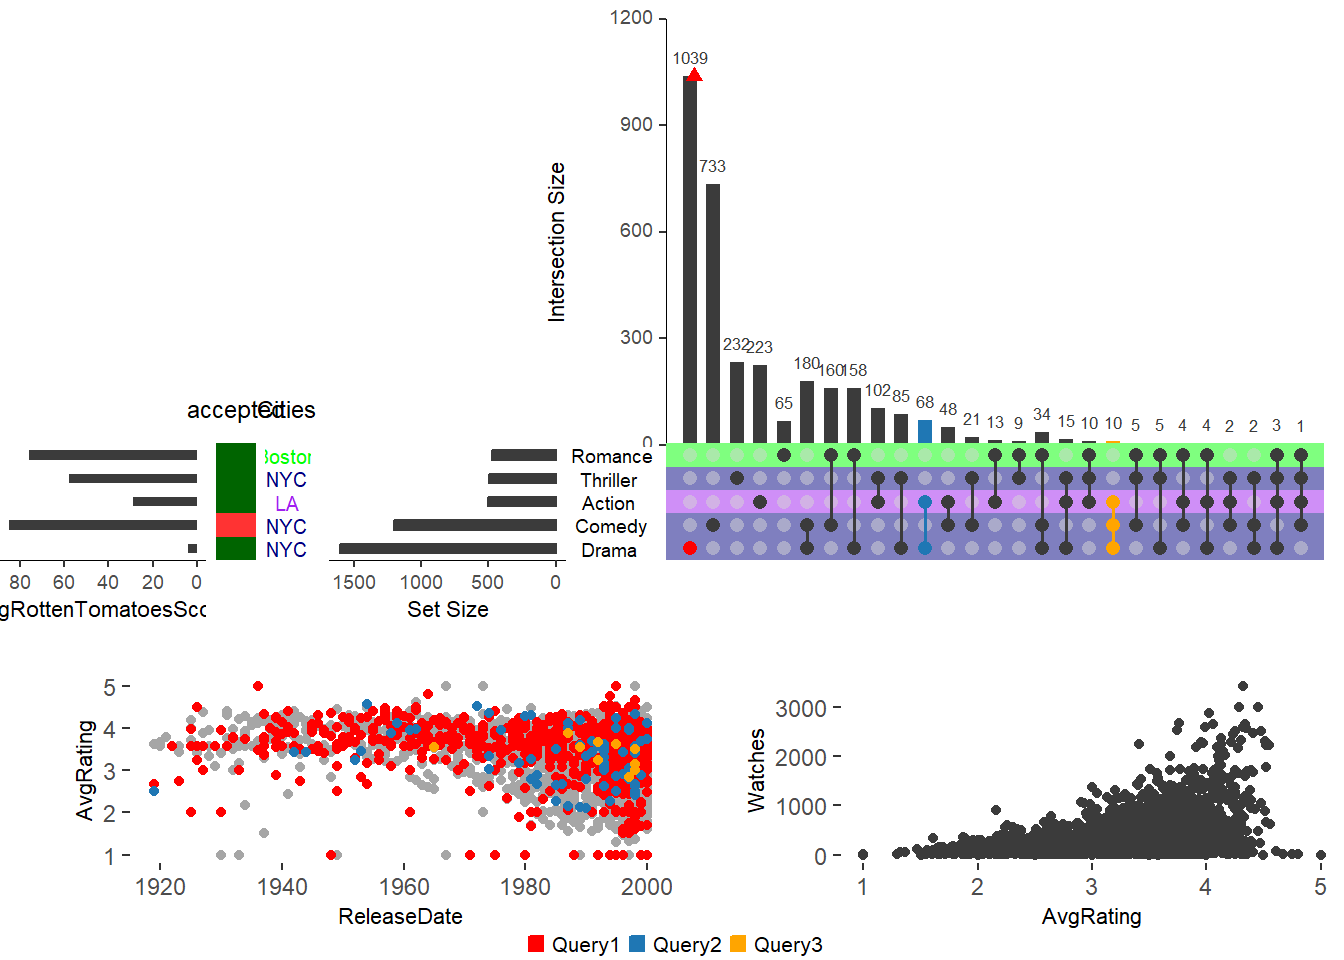 1200
1039
900
733
Intersection Size
600
300
232
223
65
180
160
158
102
85
68
48
21
13
9
34
15
10
10
5
5
4
4
2
2
3
1
0
accepted
Cities
Boston
NYC
LA
NYC
NYC
Romance
Thriller
Action
Comedy
Drama
80 60 40 20 0
gRottenTomatoesSco
1500 1000 500 0
Set Size
5
4
3
2
1
AvgRating
1920 1940 1960 1980 2000
ReleaseDate
3000
2000
1000
0
Watches
1 2 3 4 5
AvgRating
Query1 Query2 Query3